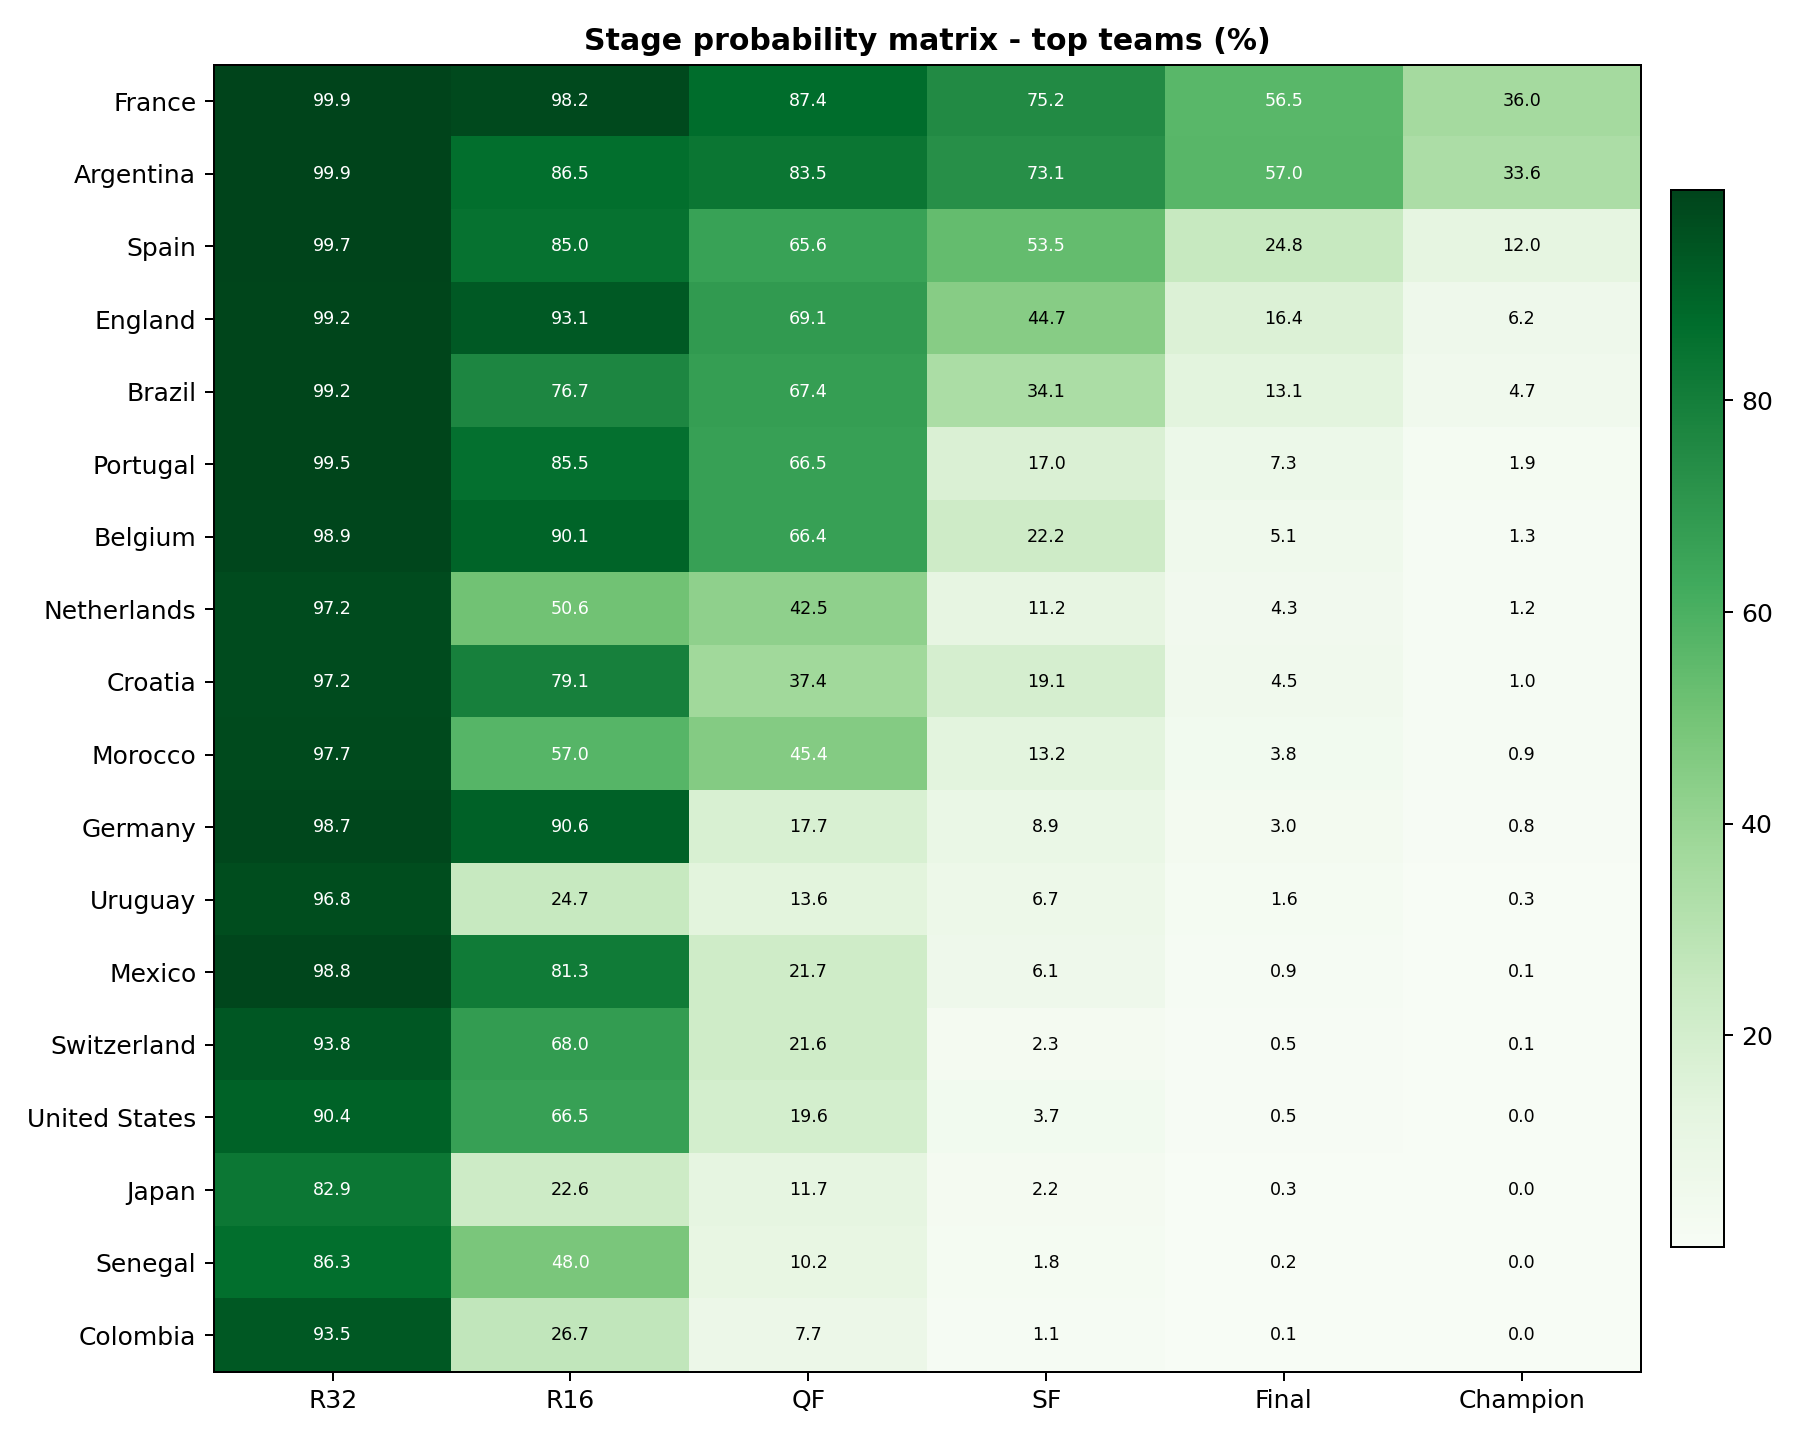 Stage probability matrix - top teams (%)
France 99.9 98.2 87.4 75.2 56.5 36.0
Argentina 99.9 86.5 83.5 73.1 57.0 33.6
Spain 99.7 85.0 65.6 53.5 24.8 12.0
England 99.2 93.1 69.1 44.7 16.4 6.2
Brazil 99.2 76.7 67.4 34.1 13.1 4.7
Portugal 99.5 85.5 66.5 17.0 7.3 1.9
Belgium 98.9 90.1 66.4 22.2 5.1 1.3
Netherlands 97.2 50.6 42.5 11.2 4.3 1.2
Croatia 97.2 79.1 37.4 19.1 4.5 1.0
Morocco 97.7 57.0 45.4 13.2 3.8 0.9
Germany 98.7 90.6 17.7 8.9 3.0 0.8
Uruguay 96.8 24.7 13.6 6.7 1.6 0.3
Mexico 98.8 81.3 21.7 6.1 0.9 0.1
Switzerland 93.8 68.0 21.6 2.3 0.5 0.1
United States 90.4 66.5 19.6 3.7 0.5 0.0
Japan 82.9 22.6 11.7 2.2 0.3 0.0
Senegal 86.3 48.0 10.2 1.8 0.2 0.0
Colombia 93.5 26.7 7.7 1.1 0.1 0.0
R32 R16 QF SF Final Champion
80
60
40
20